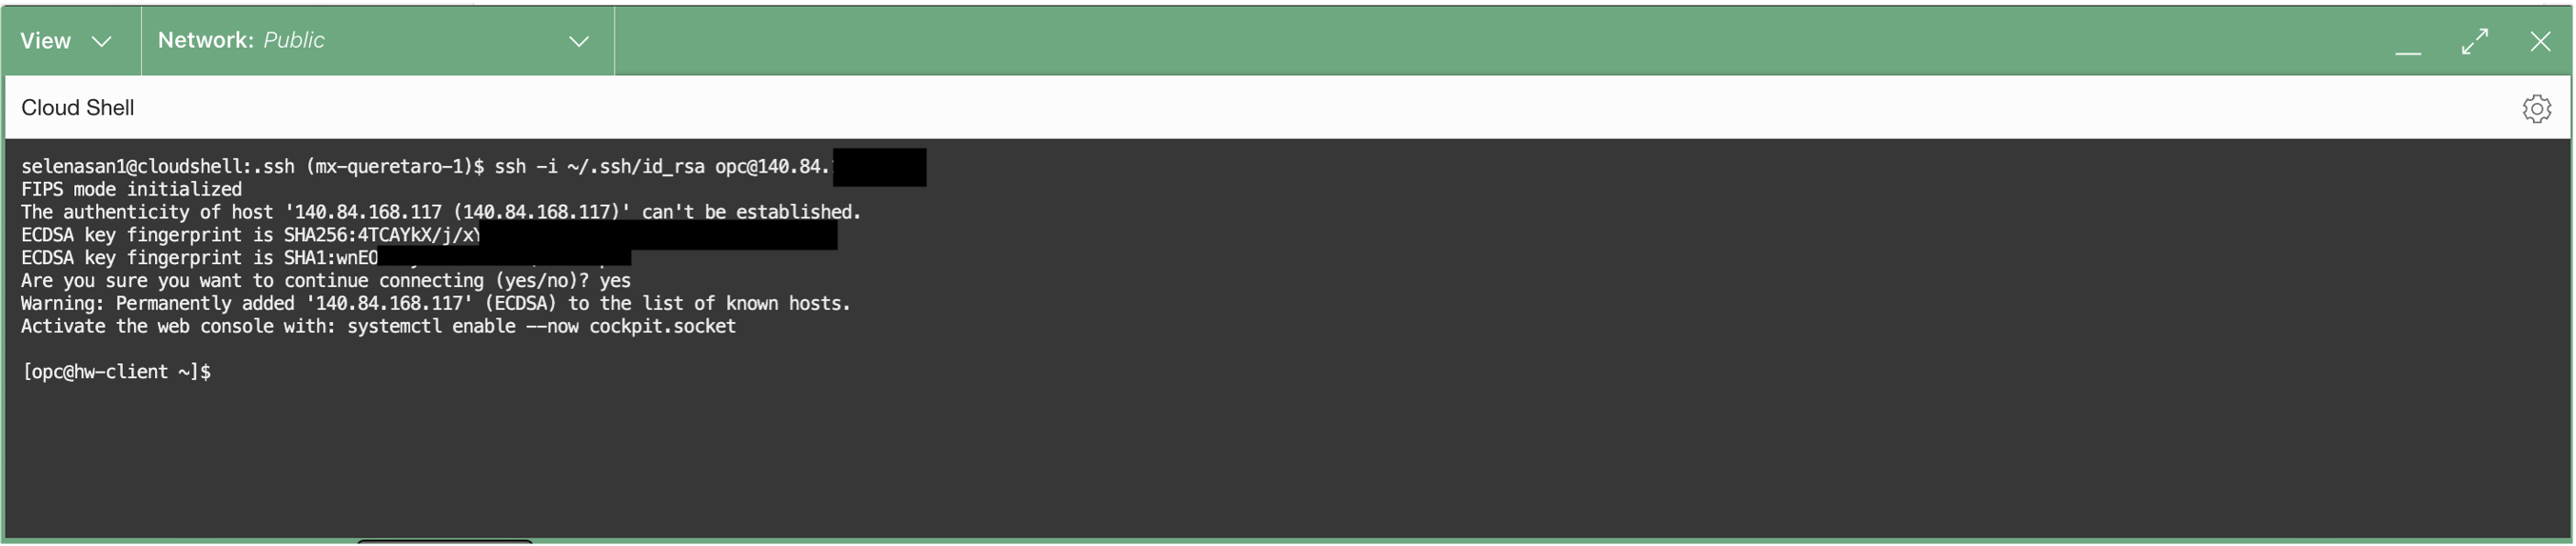 View
Network: Public
Cloud Shell
selenasan1@cloudshell:.ssh (mx-queretaro-1)$ ssh -i ~/.ssh/id_rsa opc@140.84.
FIPS mode initialized
The authenticity of host '140.84.168.117 (140.84.168.117)' can't be established.
ECDSA key fingerprint is SHA256:4TCAYkX/j/xY
ECDSA key fingerprint is SHA1:wnEO
Are you sure you want to continue connecting (yes/no)? yes
Warning: Permanently added '140.84.168.117' (ECDSA) to the list of known hosts.
Activate the web console with: systemctl enable --now cockpit.socket
[opc@hw-client ~]$